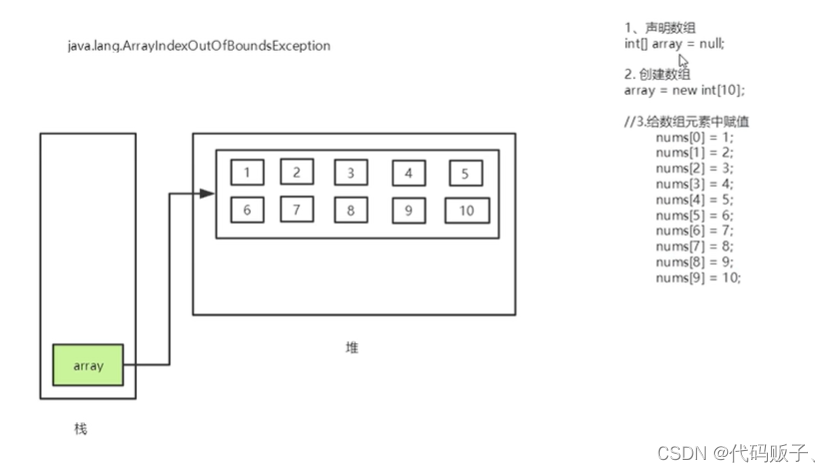 java.lang.ArrayIndexOutOfBoundsException
1、声明数组
int[] array = null;
2. 创建数组
array = new int[10];
//3.给数组元素中赋值
nums[0] = 1;
nums[1] = 2;
nums[2] = 3;
nums[3] = 4;
nums[4] = 5;
nums[5] = 6;
nums[6] = 7;
nums[7] = 8;
nums[8] = 9;
nums[9] = 10;
1 2 3 4 5
6 7 8 9 10
堆
array
栈
CSDN @代码贩子、